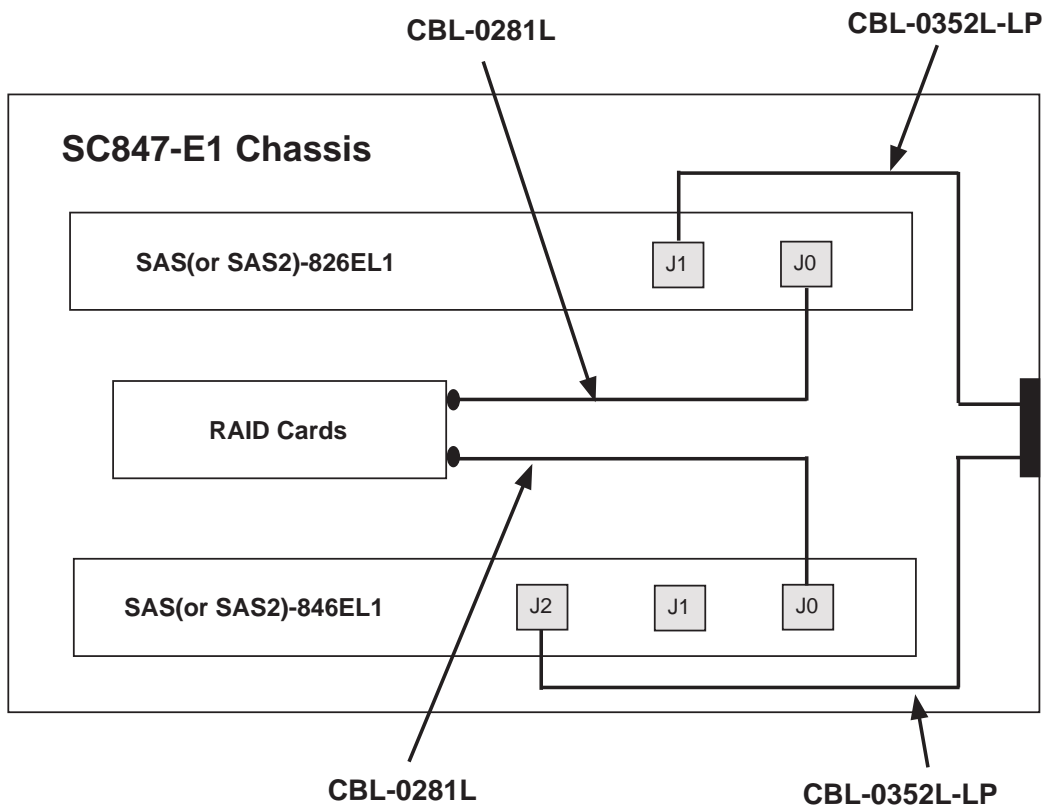 CBL-0281L
CBL-0352L-LP
SC847-E1 Chassis
SAS(or SAS2)-826EL1
J1
J0
RAID Cards
SAS(or SAS2)-846EL1
J2
J1
J0
CBL-0281L
CBL-0352L-LP